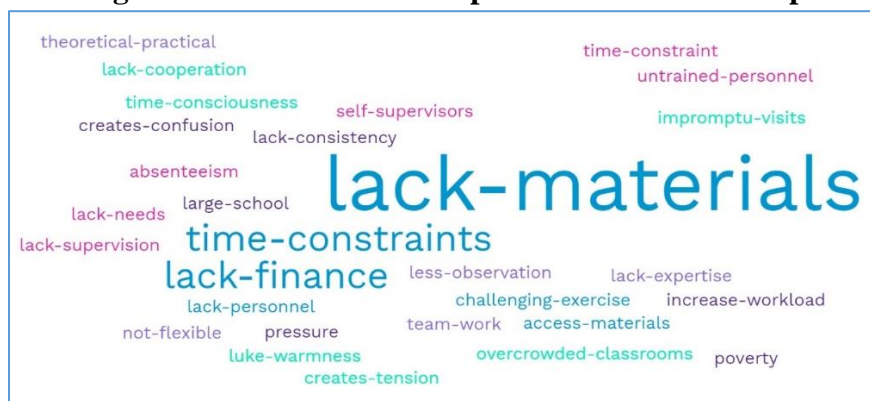 theoretical-practical
time-constraint
lack-cooperation
untrained-personnel
time-consciousness
self-supervisors
impromptu-visits
creates-confusion
lack-consistency
lack-materials
absenteeism
large-school
lack-needs
time-constraints
lack-supervision
lack-finance
less-observation
lack-expertise
lack-personnel
challenging-exercise
increase-workload
not-flexible
pressure
team-work
access-materials
luke-warmness
overcrowded-classrooms
poverty
creates-tension